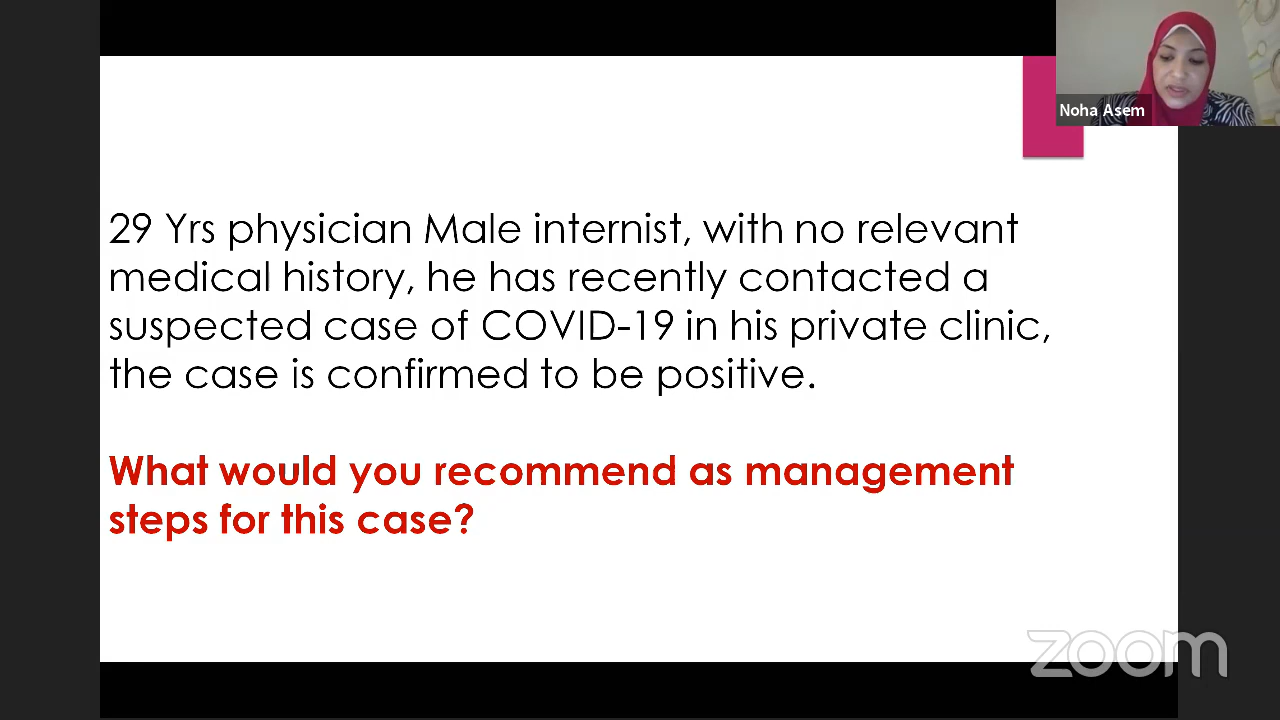 Noha Asem
29 Yrs physician Male internist, with no relevant
medical history, he has recently contacted a
suspected case of COVID-19 in his private clinic,
the case is confirmed to be positive.
What would you recommend as management
steps for this case?
zoom